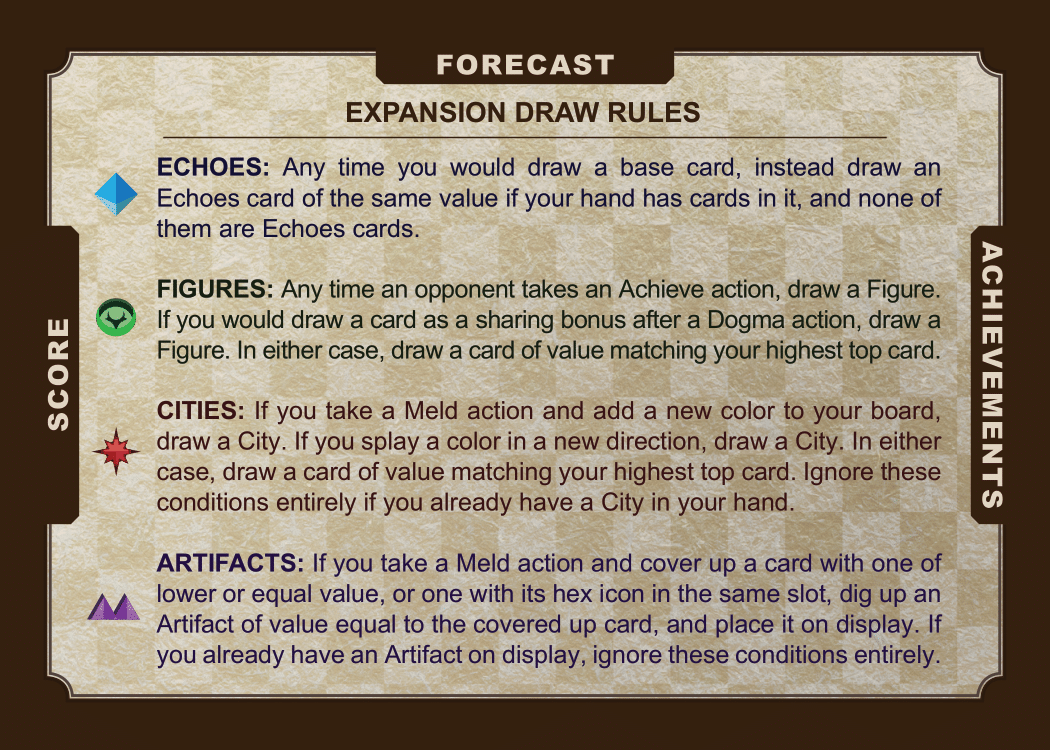 FORECAST
EXPANSION DRAW RULES
ECHOES: Any time you would draw a base card, instead draw an
Echoes card of the same value if your hand has cards in it, and none of
them are Echoes cards.
FIGURES: Any time an opponent takes an Achieve action, draw a Figure.
If you would draw a card as a sharing bonus after a Dogma action, draw a
Figure. In either case, draw a card of value matching your highest top card.
CITIES: If you take a Meld action and add a new color to your board,
draw a City. If you splay a color in a new direction, draw a City. In either
case, draw a card of value matching your highest top card. Ignore these
conditions entirely if you already have a City in your hand.
ARTIFACTS: If you take a Meld action and cover up a card with one of
lower or equal value, or one with its hex icon in the same slot, dig up an
Artifact of value equal to the covered up card, and place it on display. If
you already have an Artifact on display, ignore these conditions entirely.
SCORE
ACHIEVEMENTS